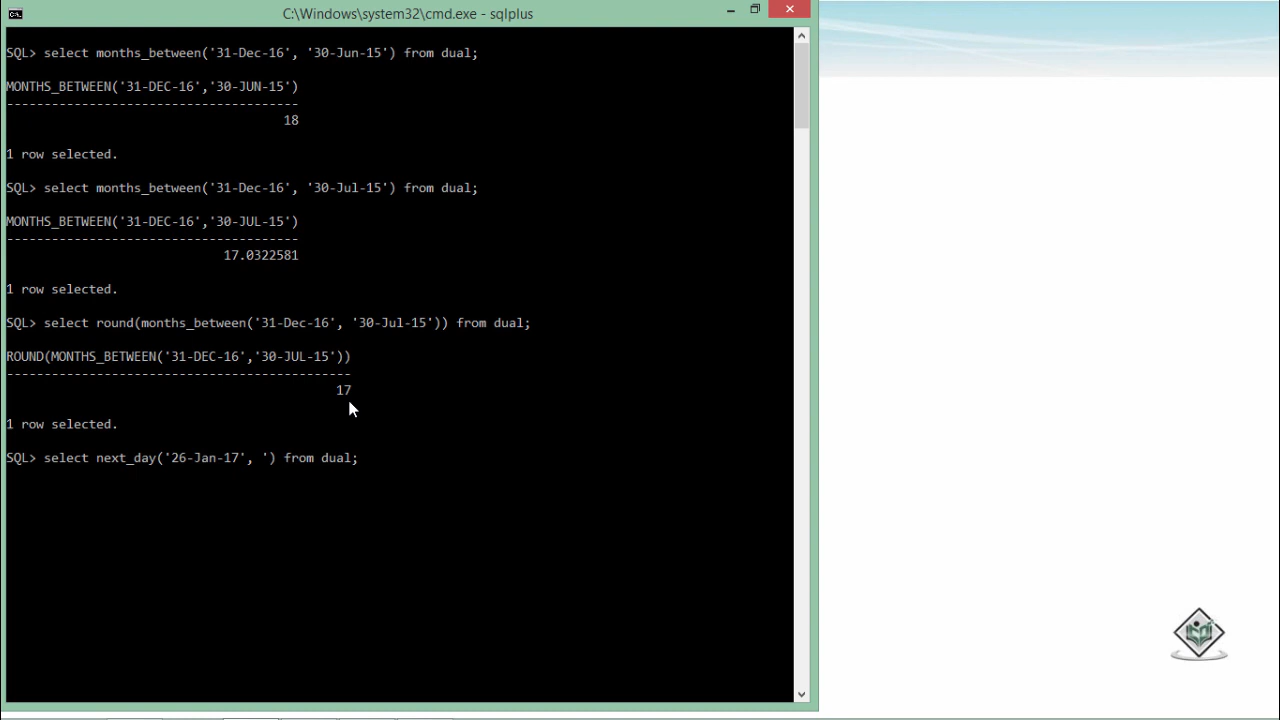 C:\Windows\system32\cmd.exe - sqlplus
SQL> select months_between('31-Dec-16', '30-Jun-15') from dual;
MONTHS_BETWEEN('31-DEC-16','30-JUN-15')
---------------------------------------
18
1 row selected.
SQL> select months_between('31-Dec-16', '30-Jul-15') from dual;
MONTHS_BETWEEN('31-DEC-16','30-JUL-15')
---------------------------------------
17.0322581
1 row selected.
SQL> select round(months_between('31-Dec-16', '30-Jul-15')) from dual;
ROUND(MONTHS_BETWEEN('31-DEC-16','30-JUL-15'))
----------------------------------------------
17
1 row selected.
SQL> select next_day('26-Jan-17', ') from dual;